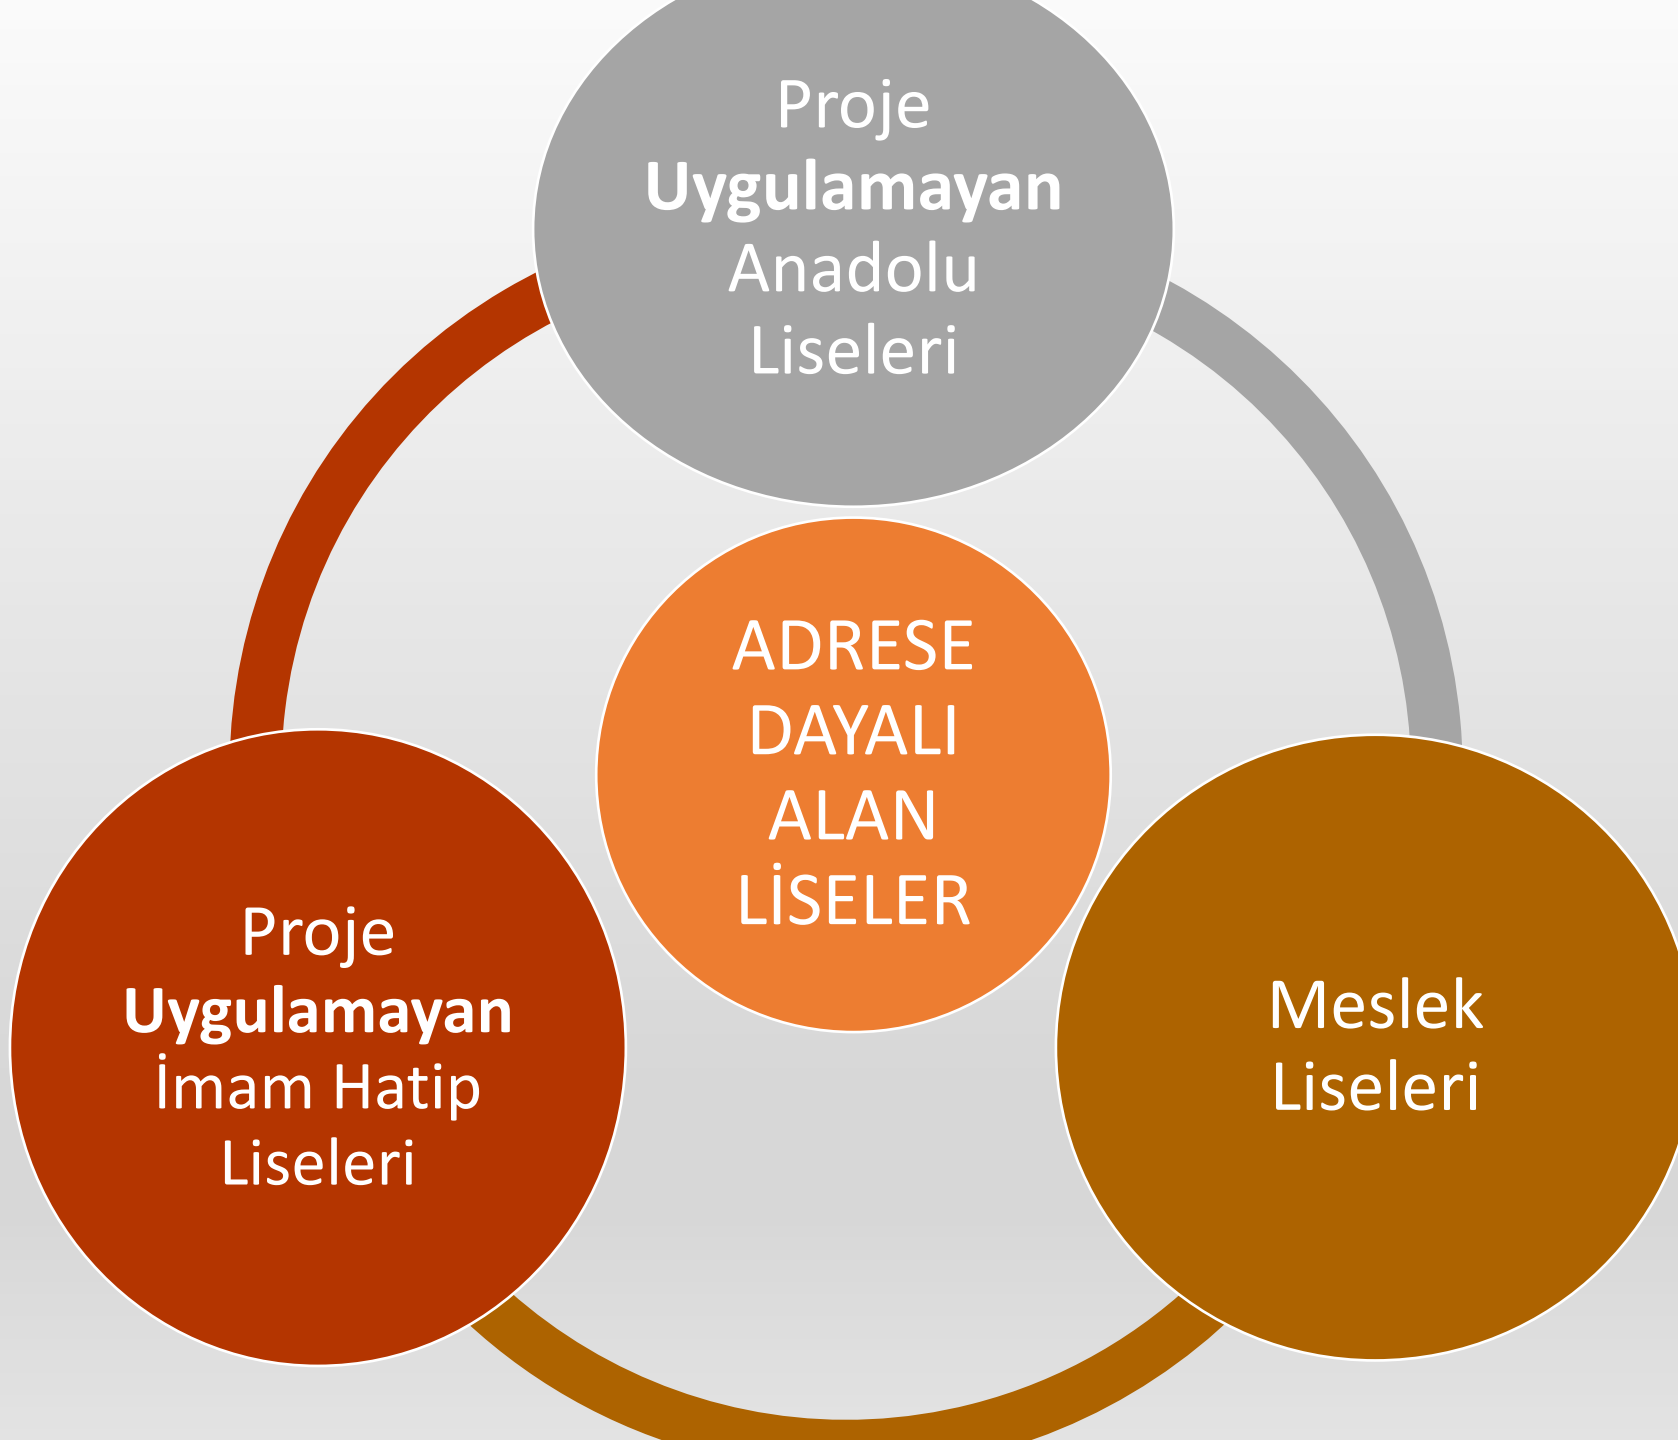 Proje
Uygulamayan
Anadolu
Liseleri
ADRESE
DAYALI
ALAN
LİSELER
Proje
Uygulamayan
İmam Hatip
Liseleri
Meslek
Liseleri